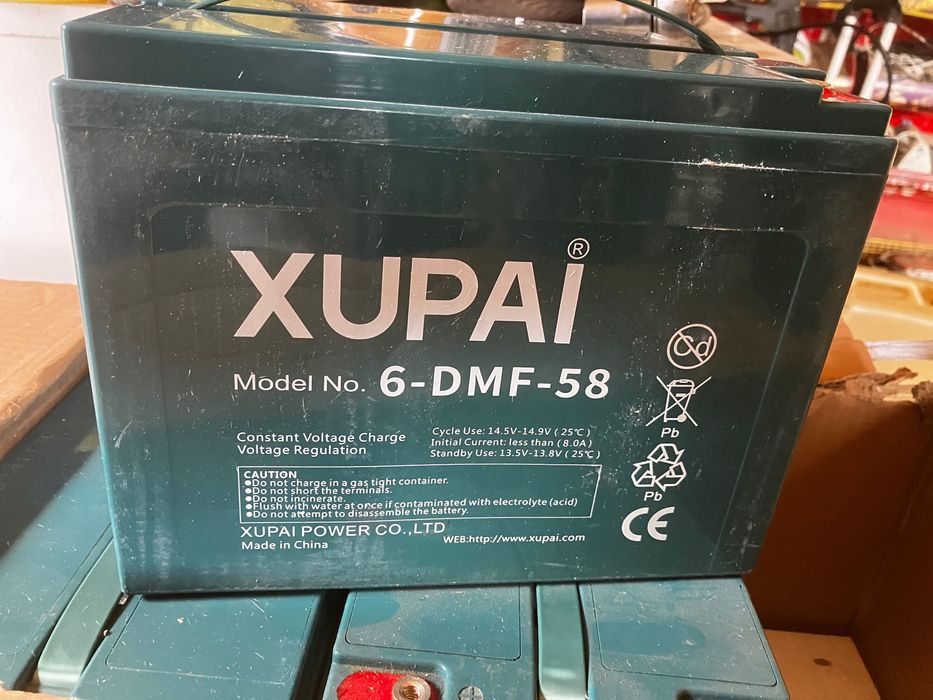 XUPAI®
Model No. 6-DMF-58
Constant Voltage Charge
Voltage Regulation
Cycle Use: 14.5V-14.9V ( 25℃ )
Initial Current: less than ( 8.0A )
Standby Use: 13.5V-13.8V ( 25℃ )
CAUTION
●Do not charge in a gas tight container.
●Do not short the terminals.
●Do not incinerate.
●Flush with water at once if contaminated with electrolyte (acid)
●Do not attempt to disassemble the battery.
XUPAI POWER CO.,LTD
Made in China
WEB:http://www.xupai.com
Cd
Pb
Pb
CE